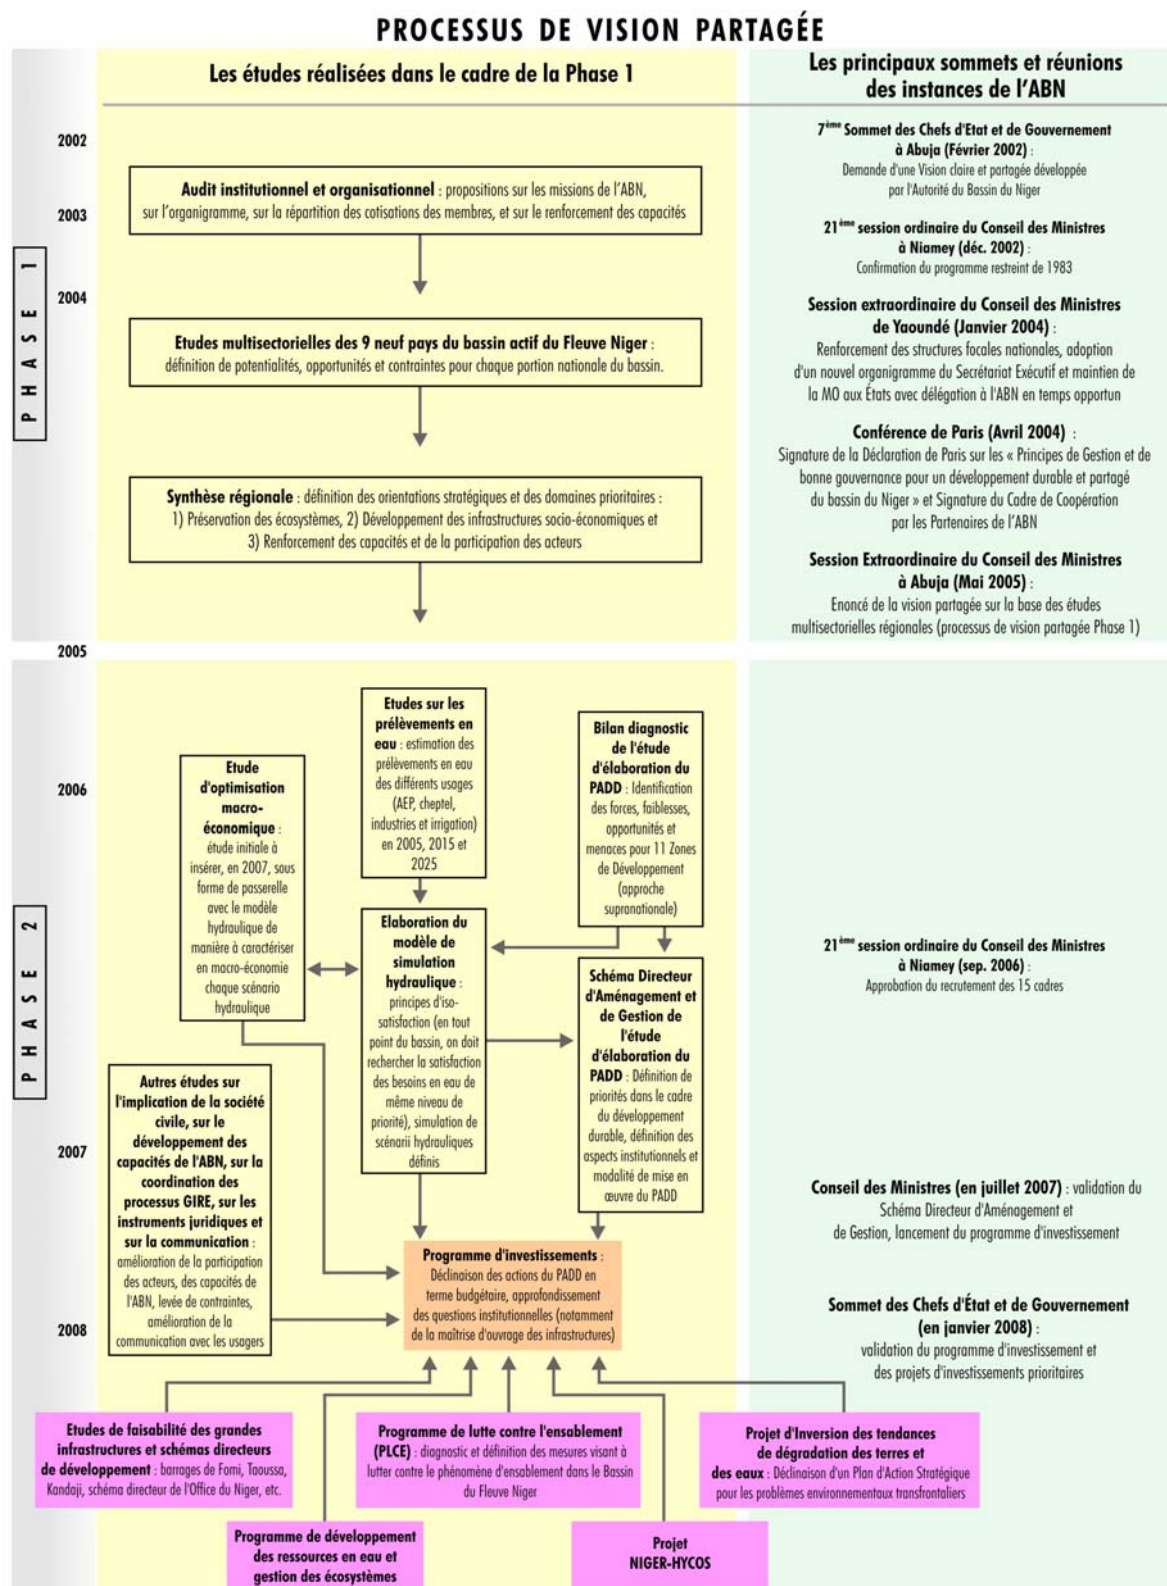 PROCESSUS DE VISION PARTAGÉE
Les études réalisées dans le cadre de la Phase 1
Les principaux sommets et réunions
des instances de l'ABN
PHASE 1
2002
2003
2004
Audit institutionnel et organisationnel : propositions sur les missions de l'ABN,
sur l'organigramme, sur la répartition des cotisations des membres, et sur le renforcement des capacités
Etudes multisectorielles des 9 neuf pays du bassin actif du Fleuve Niger :
définition de potentialités, opportunités et contraintes pour chaque portion nationale du bassin.
Synthèse régionale : définition des orientations stratégiques et des domaines prioritaires :
1) Préservation des écosystèmes, 2) Développement des infrastructures socio-économiques et
3) Renforcement des capacités et de la participation des acteurs
7ème Sommet des Chefs d'Etat et de Gouvernement
à Abuja (Février 2002) :
Demande d'une Vision claire et partagée développée
par l'Autorité du Bassin du Niger
21ème session ordinaire du Conseil des Ministres
à Niamey (déc. 2002) :
Confirmation du programme restreint de 1983
Session extraordinaire du Conseil des Ministres
de Yaoundé (Janvier 2004) :
Renforcement des structures focales nationales, adoption
d'un nouvel organigramme du Secrétariat Exécutif et maintien de
la MO aux États avec délégation à l'ABN en temps opportun
Conférence de Paris (Avril 2004) :
Signature de la Déclaration de Paris sur les « Principes de Gestion et de
bonne gouvernance pour un développement durable et partagé
du bassin du Niger » et Signature du Cadre de Coopération
par les Partenaires de l'ABN
Session Extraordinaire du Conseil des Ministres
à Abuja (Mai 2005) :
Enoncé de la vision partagée sur la base des études
multisectorielles régionales (processus de vision partagée Phase 1)
2005
PHASE 2
2006
2007
2008
Etude
d'optimisation
macro-
économique :
étude initiale à
insérer, en 2007, sous
forme de passerelle
avec le modèle
hydraulique de
manière à caractériser
en macro-économie
chaque scénario
hydraulique
Etudes sur les
prélèvements en
eau : estimation des
prélèvements en eau
des différents usages
(AEP, cheptel,
industries et irrigation)
en 2005, 2015 et
2025
Bilan diagnostic
de l'étude
d'élaboration du
PADD : Identification
des forces, faiblesses,
opportunités et
menaces pour 11 Zones
de Développement
(approche
supranationale)
Elaboration du
modèle de
simulation
hydraulique :
principes d'iso-
satisfaction (en tout
point du bassin, on doit
rechercher la satisfaction
des besoins en eau de
même niveau de
priorité), simulation de
scénarii hydrauliques
définis
Schéma Directeur
d'Aménagement et
de Gestion de
l'étude
d'élaboration du
PADD : Définition de
priorités dans le cadre
du développement
durable, définition des
aspects institutionnels et
modalité de mise en
œuvre du PADD
Autres études sur
l'implication de la société
civile, sur le
développement des
capacités de l'ABN, sur la
coordination des
processus GIRE, sur les
instruments juridiques et
sur la communication :
amélioration de la participation
des acteurs, des capacités de
l'ABN, levée de contraintes,
amélioration de la
communication avec les usagers
Programme d'investissements :
Déclinaison des actions du PADD en
terme budgétaire, approfondissement
des questions institutionnelles (notamment
de la maîtrise d'ouvrage des infrastructures)
21ème session ordinaire du Conseil des Ministres
à Niamey (sep. 2006) :
Approbation du recrutement des 15 cadres
Conseil des Ministres (en juillet 2007) : validation du
Schéma Directeur d'Aménagement et
de Gestion, lancement du programme d'investissement
Sommet des Chefs d'État et de Gouvernement
(en janvier 2008) :
validation du programme d'investissement et
des projets d'investissements prioritaires
Etudes de faisabilité des grandes
infrastructures et schémas directeurs
de développement : barrages de Fomi, Taoussa,
Kandaji, schéma directeur de l'Office du Niger, etc.
Programme de lutte contre l'ensablement
(PLCE) : diagnostic et définition des mesures visant à
lutter contre le phénomène d'ensablement dans le Bassin
du Fleuve Niger
Projet d'Inversion des tendances
de dégradation des terres et
des eaux : Déclinaison d'un Plan d'Action Stratégique
pour les problèmes environnementaux transfrontaliers
Programme de développement
des ressources en eau et
gestion des écosystèmes
Projet
NIGER-HYCOS